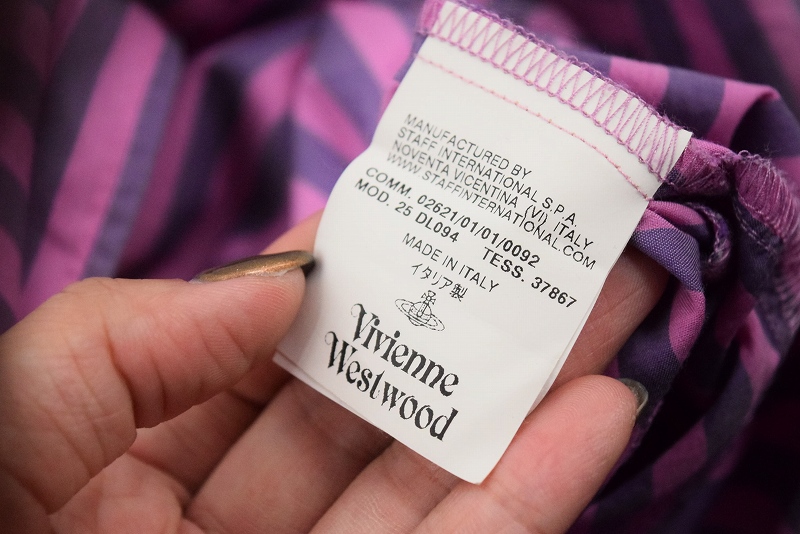 MANUFACTURED BY
STAFF INTERNATIONAL S.P.A.
NOVENTA VICENTINA (VI) ITALY
WWW.STAFFINTERNATIONAL.COM
COMM. 02621/01/01/0092
MOD. 25 DL094 TESS. 37867
MADE IN ITALY
イタリア製
Vivienne
Westwood